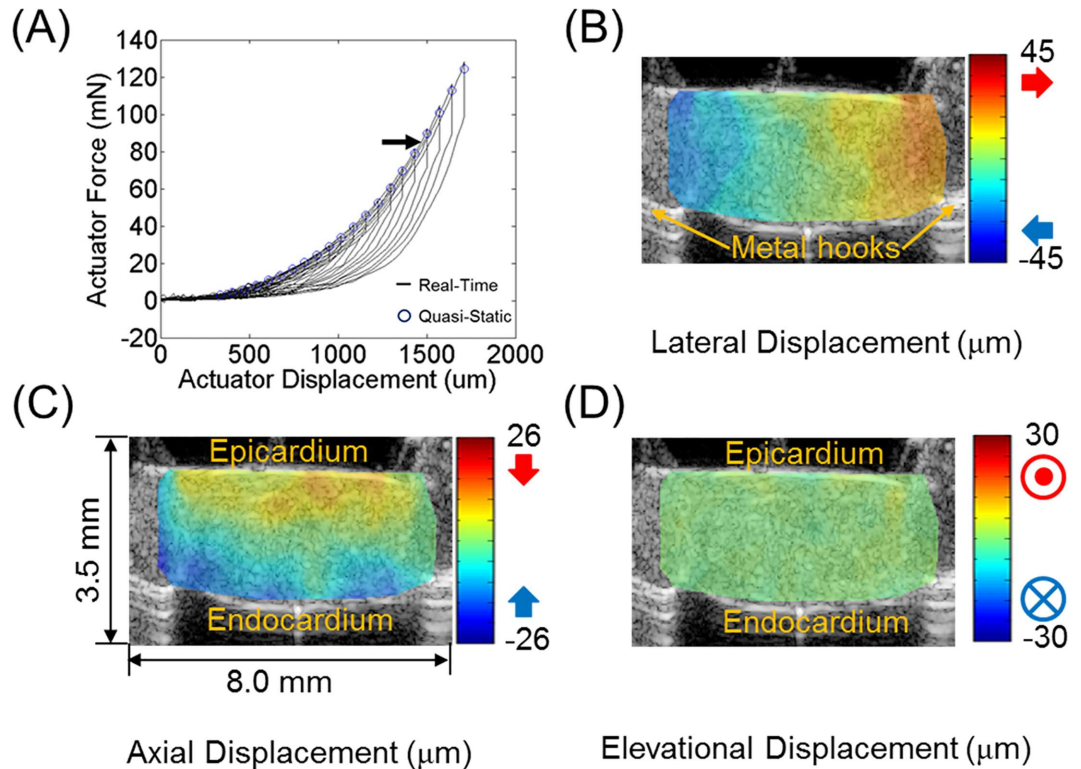 (A)
140
120
100
80
60
40
20
0
-20
Actuator Force (mN)
0 500 1000 1500 2000
Actuator Displacement (um)
Real-Time
Quasi-Static
(B)
45
-45
Metal hooks
Lateral Displacement (μm)
(C)
Epicardium
Endocardium
26
-26
3.5 mm
8.0 mm
Axial Displacement (μm)
(D)
Epicardium
Endocardium
30
-30
Elevational Displacement (μm)